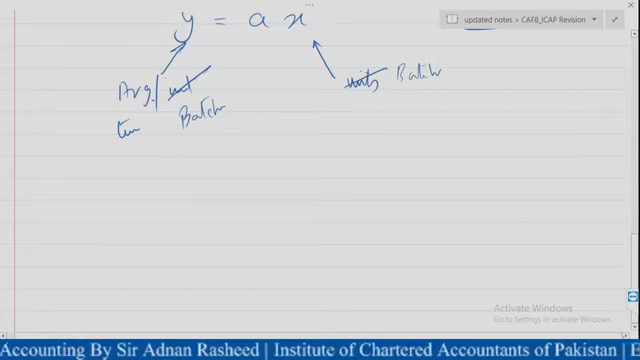 updated notes > CAF8_ICAP Revision
y = a x
Avg./ unit units Batch
Batch
Activate Windows
Go to Settings to activate Windows.
Accounting By Sir Adnan Rasheed | Institute of Chartered Accountants of Pakistan | E